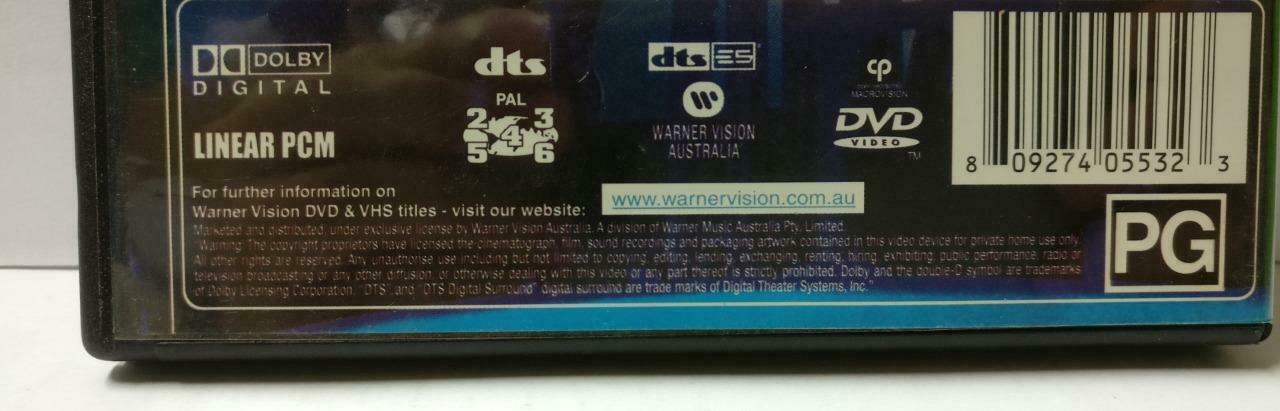 DOLBY
DIGITAL
LINEAR PCM
dts
PAL
2 3
4
5 6
dts ES
WARNER VISION
AUSTRALIA
cp
MACROVISION
DVD
VIDEO
TM
8 09274 05532 3
PG
For further information on
Warner Vision DVD & VHS titles - visit our website:
www.warnervision.com.au
Marketed and distributed, under exclusive license by Warner Vision Australia. A division of Warner Music Australia Pty. Limited.
"Warning: The copyright proprietors have licensed the cinematograph film, sound recordings and packaging artwork contained in this video device for private home use only.
All other rights are reserved. Any unauthorise use including but not limited to copying, editing, lending, exchanging, renting, hiring, exhibiting, public performance, radio or
television broadcasting or any other diffusion, or otherwise dealing with this video or any part thereof is strictly prohibited. Dolby and the double-D symbol are trademarks
of Dolby Licensing Corporation. "DTS" and "DTS Digital Surround" digital surround are trade marks of Digital Theater Systems, Inc."